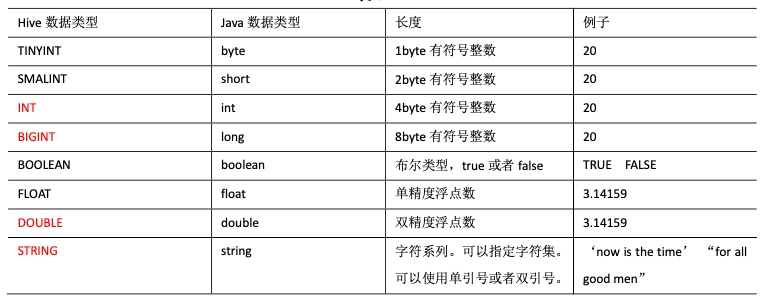 Hive 数据类型 Java 数据类型 长度 例子
TINYINT byte 1byte 有符号整数 20
SMALINT short 2byte 有符号整数 20
INT int 4byte 有符号整数 20
BIGINT long 8byte 有符号整数 20
BOOLEAN boolean 布尔类型，true 或者 false TRUE FALSE
FLOAT float 单精度浮点数 3.14159
DOUBLE double 双精度浮点数 3.14159
STRING string 字符系列。可以指定字符集。 ‘now is the time’ “for all
可以使用单引号或者双引号。 good men”